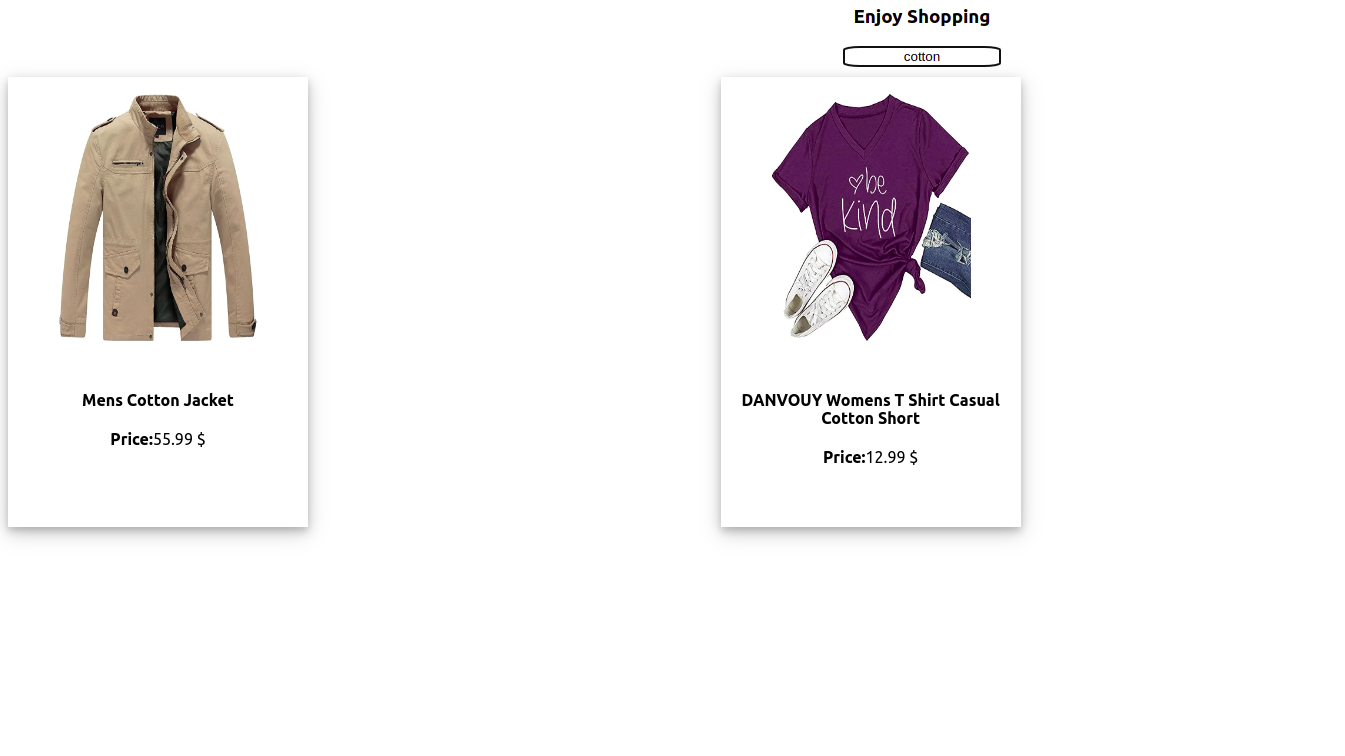 Enjoy Shopping
cotton
be
kind
Mens Cotton Jacket
Price:55.99 $
DANVOUY Womens T Shirt Casual
Cotton Short
Price:12.99 $